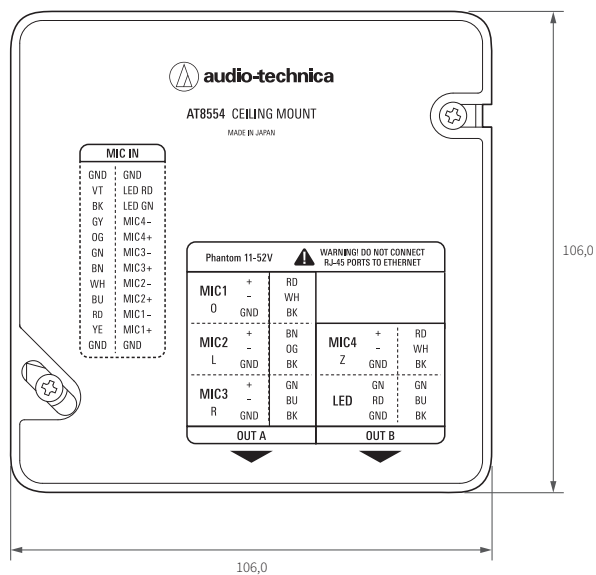 audio-technica
AT8554 CEILING MOUNT
MADE IN JAPAN
MIC IN
GND GND
VT LED RD
BK LED GN
GY MIC4-
OG MIC4+
GN MIC3-
BN MIC3+
WH MIC2-
BU MIC2+
RD MIC1-
YE MIC1+
GND GND
Phantom 11-52V
WARNING! DO NOT CONNECT
RJ-45 PORTS TO ETHERNET
MIC1 + RD
O - WH
GND BK
MIC2 + BN
L - OG
GND BK
MIC3 + GN
R - BU
GND BK
OUT A
MIC4 + RD
Z - WH
GND BK
LED GN GN
RD BU
GND BK
OUT B
106,0
106,0